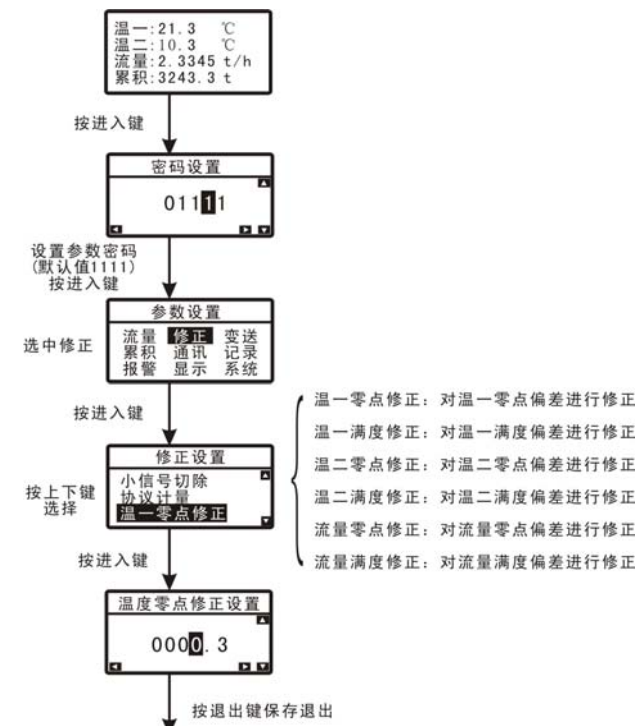 温一:21.3 ℃
温二:10.3 ℃
流量:2.3345 t/h
累积:3243.3 t
按进入键
密码设置
01111
设置参数密码
(默认值1111)
按进入键
参数设置
流量 修正 变送
累积 通讯 记录
报警 显示 系统
选中修正
按进入键
修正设置
小信号切除
协议计量
温一零点修正
按上下键
选择
温一零点修正：对温一零点偏差进行修正
温一满度修正：对温一满度偏差进行修正
温二零点修正：对温二零点偏差进行修正
温二满度修正：对温二满度偏差进行修正
流量零点修正：对流量零点偏差进行修正
流量满度修正：对流量满度偏差进行修正
按进入键
温度零点修正设置
0000.3
按退出键保存退出